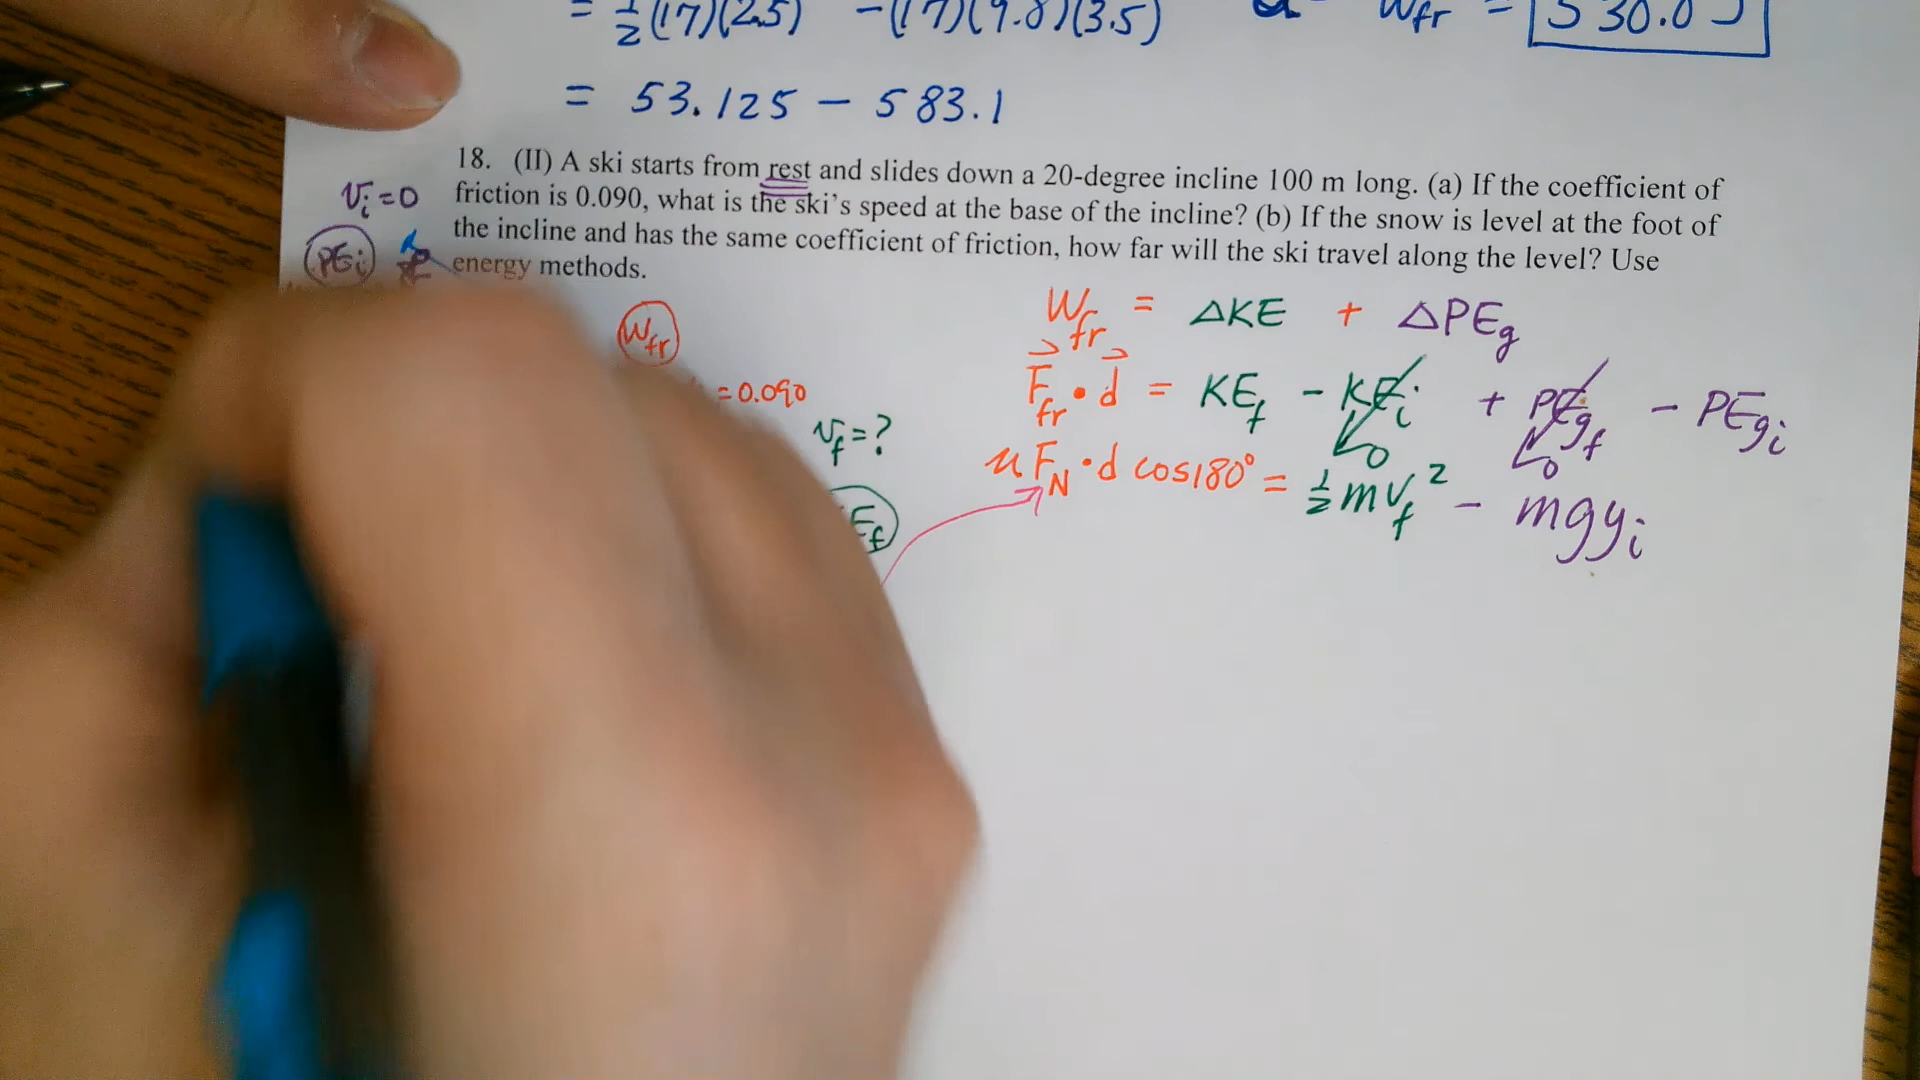 = ½(17)(2.5) - (17)(9.8)(3.5)
Wfr = 530.0 J
= 53.125 - 583.1
18. (II) A ski starts from rest and slides down a 20-degree incline 100 m long. (a) If the coefficient of
friction is 0.090, what is the ski's speed at the base of the incline? (b) If the snow is level at the foot of
the incline and has the same coefficient of friction, how far will the ski travel along the level? Use
energy methods.
vi = 0
PEi
Wfr
= 0.090
vf = ?
Ef
Wfr = ΔKE + ΔPEg
Ffr • d = KEf - KEi + PEgf - PEgi
0 0
μFN • d cos180° = ½mvf² - mgyi